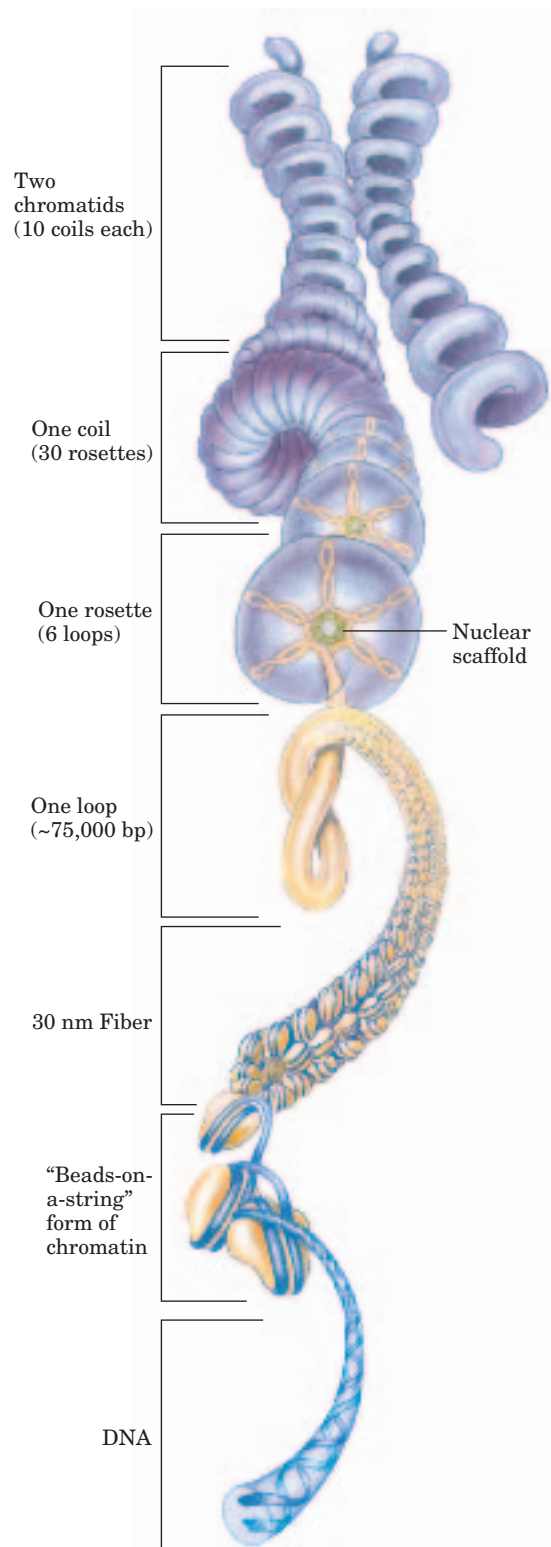 Two
chromatids
(10 coils each)
One coil
(30 rosettes)
One rosette
(6 loops)
Nuclear
scaffold
One loop
(~75,000 bp)
30 nm Fiber
“Beads-on-
a-string”
form of
chromatin
DNA